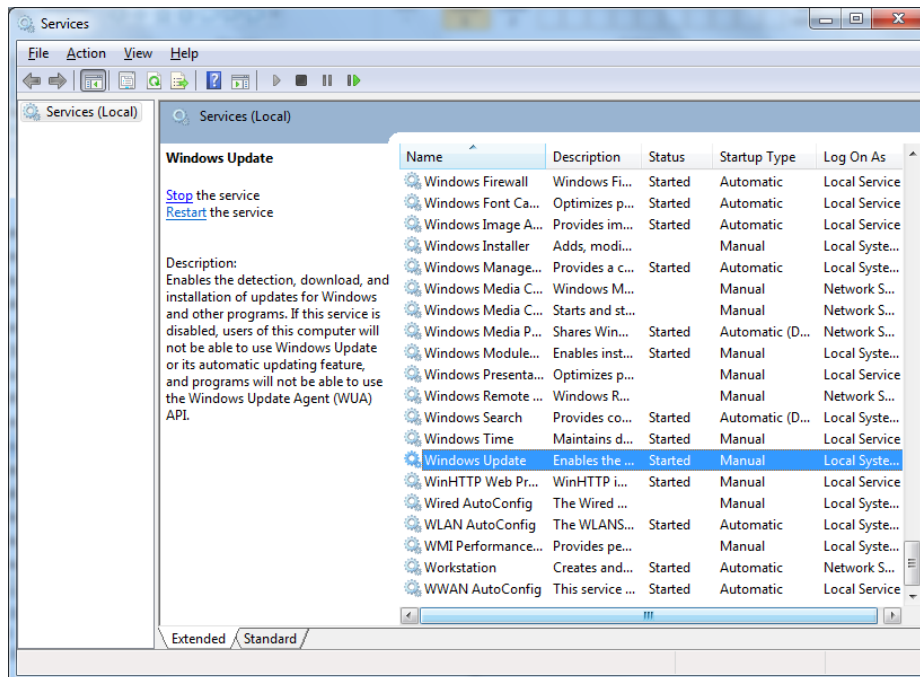 Services
File Action View Help
Services (Local)
Services (Local)
Windows Update
Stop the service
Restart the service
Description:
Enables the detection, download, and
installation of updates for Windows
and other programs. If this service is
disabled, users of this computer will
not be able to use Windows Update
or its automatic updating feature,
and programs will not be able to use
the Windows Update Agent (WUA)
API.
Name Description Status Startup Type Log On As
Windows Firewall Windows Fi... Started Automatic Local Service
Windows Font Ca... Optimizes p... Started Automatic Local Service
Windows Image A... Provides im... Started Automatic Local Service
Windows Installer Adds, modi... Manual Local Syste...
Windows Manage... Provides a c... Started Automatic Local Syste...
Windows Media C... Windows M... Manual Network S...
Windows Media C... Starts and st... Manual Network S...
Windows Media P... Shares Win... Started Automatic (D... Network S...
Windows Module... Enables inst... Started Manual Local Syste...
Windows Presenta... Optimizes p... Manual Local Service
Windows Remote ... Windows R... Manual Network S...
Windows Search Provides co... Started Automatic (D... Local Syste...
Windows Time Maintains d... Started Manual Local Service
Windows Update Enables the ... Started Manual Local Syste...
WinHTTP Web Pr... WinHTTP i... Started Manual Local Service
Wired AutoConfig The Wired ... Manual Local Syste...
WLAN AutoConfig The WLANS... Started Automatic Local Syste...
WMI Performance... Provides pe... Manual Local Syste...
Workstation Creates and... Started Automatic Network S...
WWAN AutoConfig This service ... Started Automatic Local Service
Extended Standard